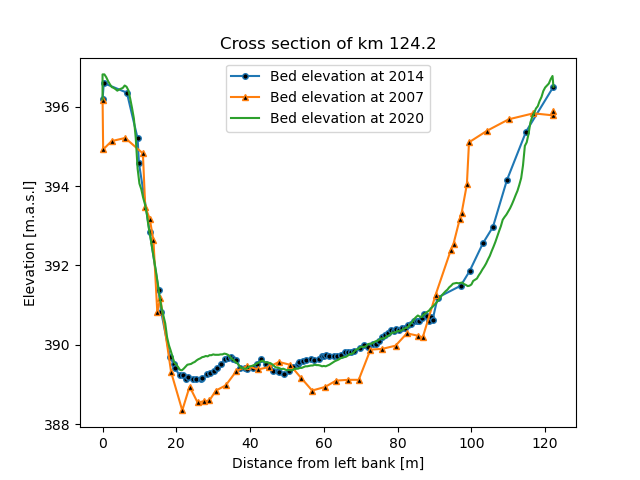 Cross section of km 124.2
Bed elevation at 2014
Bed elevation at 2007
Bed elevation at 2020
Elevation [m.a.s.l]
396
394
392
390
388
0 20 40 60 80 100 120
Distance from left bank [m]